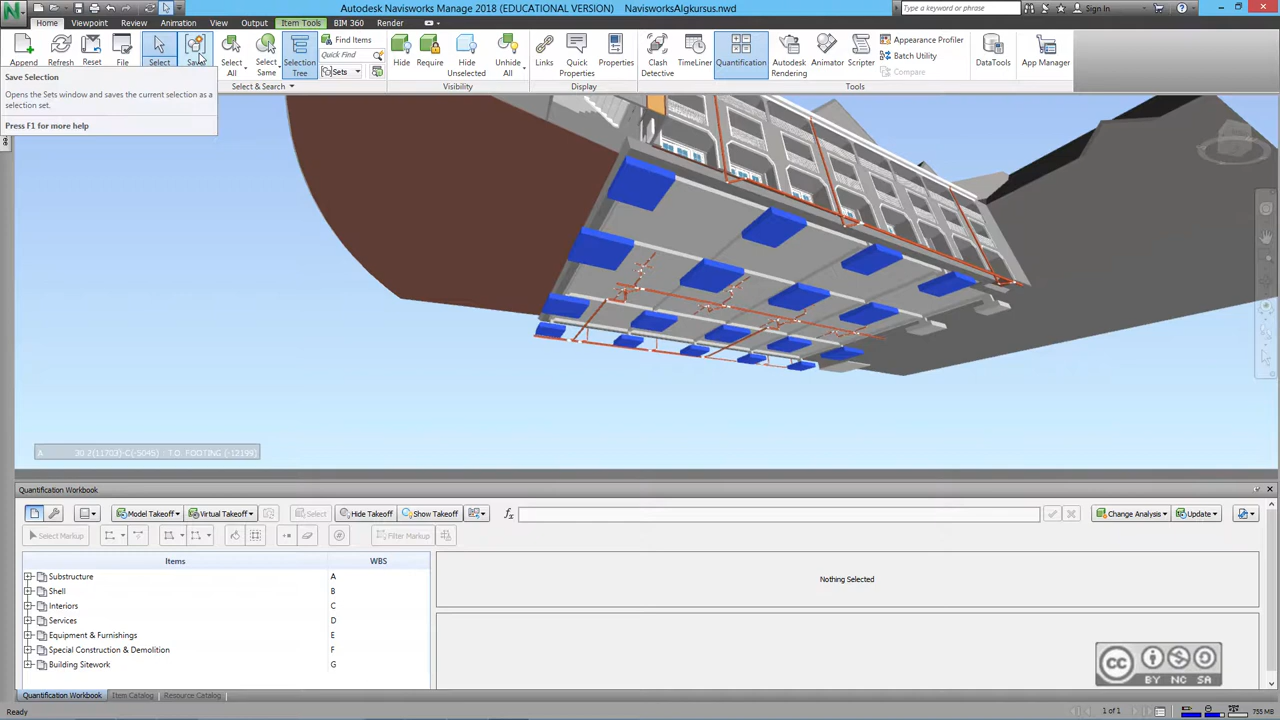 Autodesk Navisworks Manage 2018 (EDUCATIONAL VERSION) NavisworksAlgkursus.nwd
Type a keyword or phrase
Sign In
Home Viewpoint Review Animation View Output Item Tools BIM 360 Render
Append Refresh Reset File Select Save Select All Select Same Selection Tree
Find Items
Quick Find
Sets
Hide Require Hide Unselected Unhide All
Links Quick Properties Properties
Clash Detective TimeLiner Quantification Autodesk Rendering Animator Scripter
Appearance Profiler
Batch Utility
Compare
DataTools App Manager
Select & Search Visibility Display Tools
Save Selection
Opens the Sets window and saves the current selection as a
selection set.
Press F1 for more help
Quantification Workbook
Model Takeoff Virtual Takeoff Select Hide Takeoff Show Takeoff fx Change Analysis Update
Select Markup Filter Markup
Items WBS
Substructure A
Shell B
Interiors C
Services D
Equipment & Furnishings E
Special Construction & Demolition F
Building Sitework G
Nothing Selected
cc
BY NC SA
Quantification Workbook Item Catalog Resource Catalog
Ready
1 of 1
755 MB